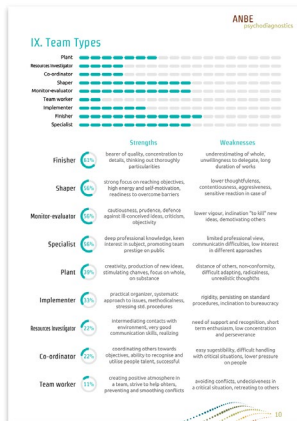 ANBE
psychodiagnostics
IX. Team Types
Plant
Resources Investigator
Co-ordinator
Shaper
Monitor-evaluator
Team worker
Implementer
Finisher
Specialist
Strengths Weaknesses
Finisher 61% bearer of quality, concentration to details, thinking out thoroughly particularities underestimating of whole, unwillingness to delegate, long duration of works
Shaper 56% strong focus on reaching objectives, high energy and self-motivation, readiness to overcome barriers lower thoughtfulness, contentiousness, aggressiveness, sensitive reaction in case of
Monitor-evaluator 56% cautiousness, prudence, defence against ill-conceived ideas, criticism, objectivity lower vigour, inclination "to kill" new ideas, demotivating others
Specialist deep professional knowledge, keen interest in subject, promoting team prestige on public limited professional view, communicatin difficulties, low interest in different approaches
Plant 39% creativity, production of new ideas, stimulating chanves, focus on whole, on substance distance of others, non-conformity, difficult adapting, radicalness, unrealistic thoughts
Implementer 33% practical organizer, systematic approach to issues, methodicalness, stressing old procedures rigidity, persisting on standard procedures, inclination to bureaucracy
Resources Investigator 22% intermediating contacts with environment, very good communication skills, realising need of support and recognition, short term enthusiasts, low concentration and perseverance
Co-ordinator 22% coordinating others towards objectives, ability to recognise and utilise people talent, successful easy sugestibility, difficult handling with critical situations, lower pressure on people
Team worker 11% creating positive atmosphere in a team, strive to help others, preventing and smoothing conflicts avoiding conflicts, undecisiveness in a critical situation, retreating to others
18